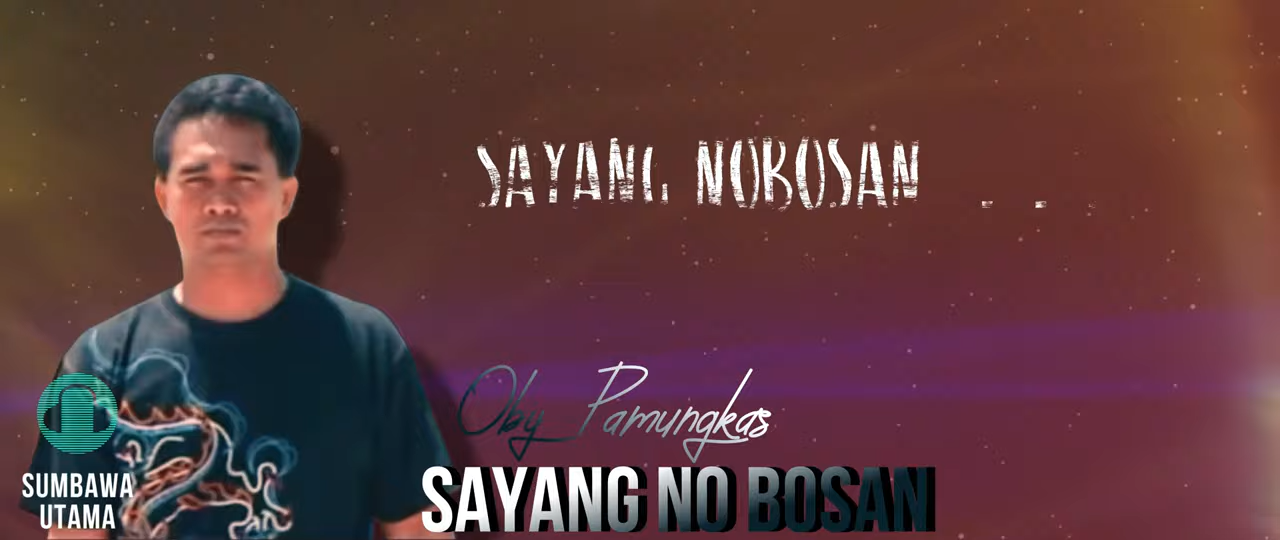 SAYANG NOBOSAN . . .
Oby Pamungkas
SAYANG NO BOSAN
SUMBAWA
UTAMA